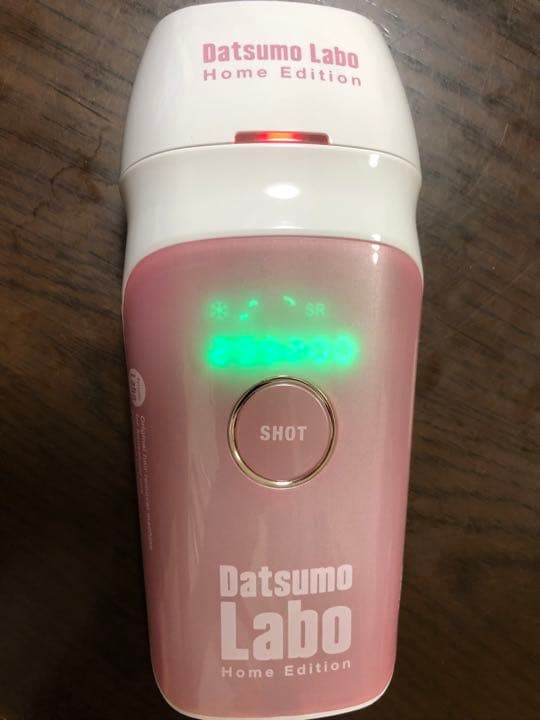 Datsumo Labo
Home Edition
SR
SHOT
Datsumo
Labo
Home Edition